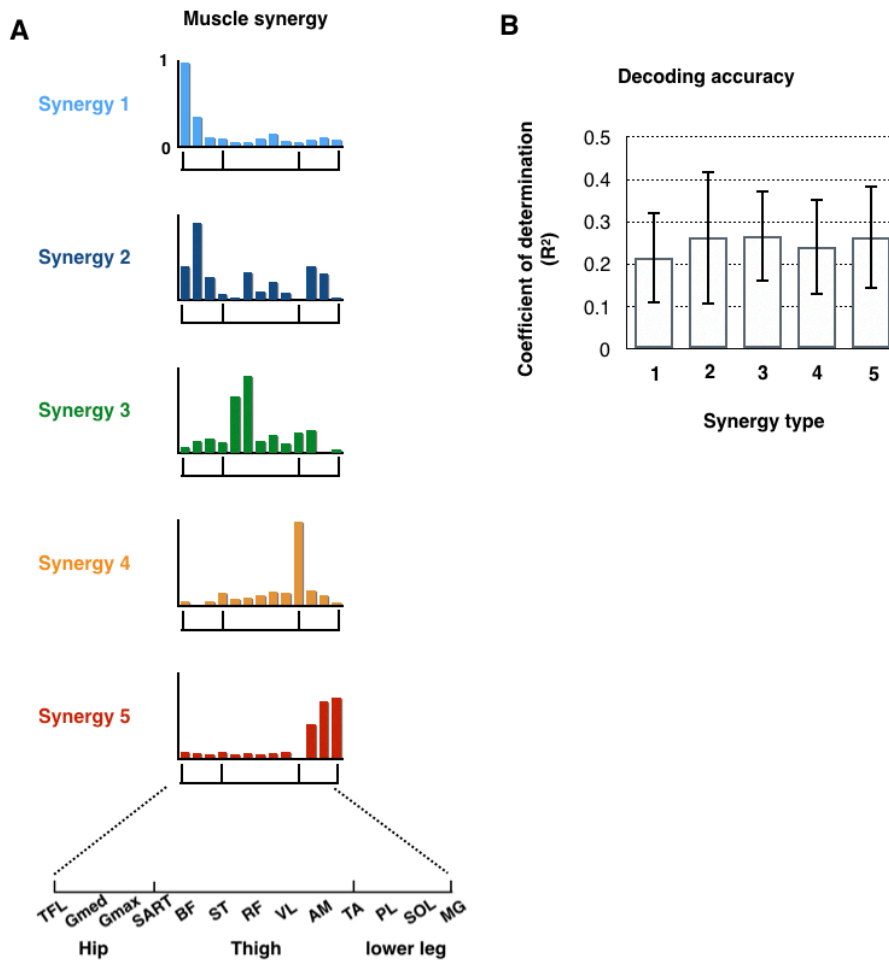 A
Muscle synergy
1
Synergy 1
0
Synergy 2
Synergy 3
Synergy 4
Synergy 5
TFL Gmed Gmax SART BF ST RF VL AM TA PL SOL MG
Hip Thigh lower leg
B
Decoding accuracy
Coefficient of determination
(R²)
0.5
0.4
0.3
0.2
0.1
0
1 2 3 4 5
Synergy type